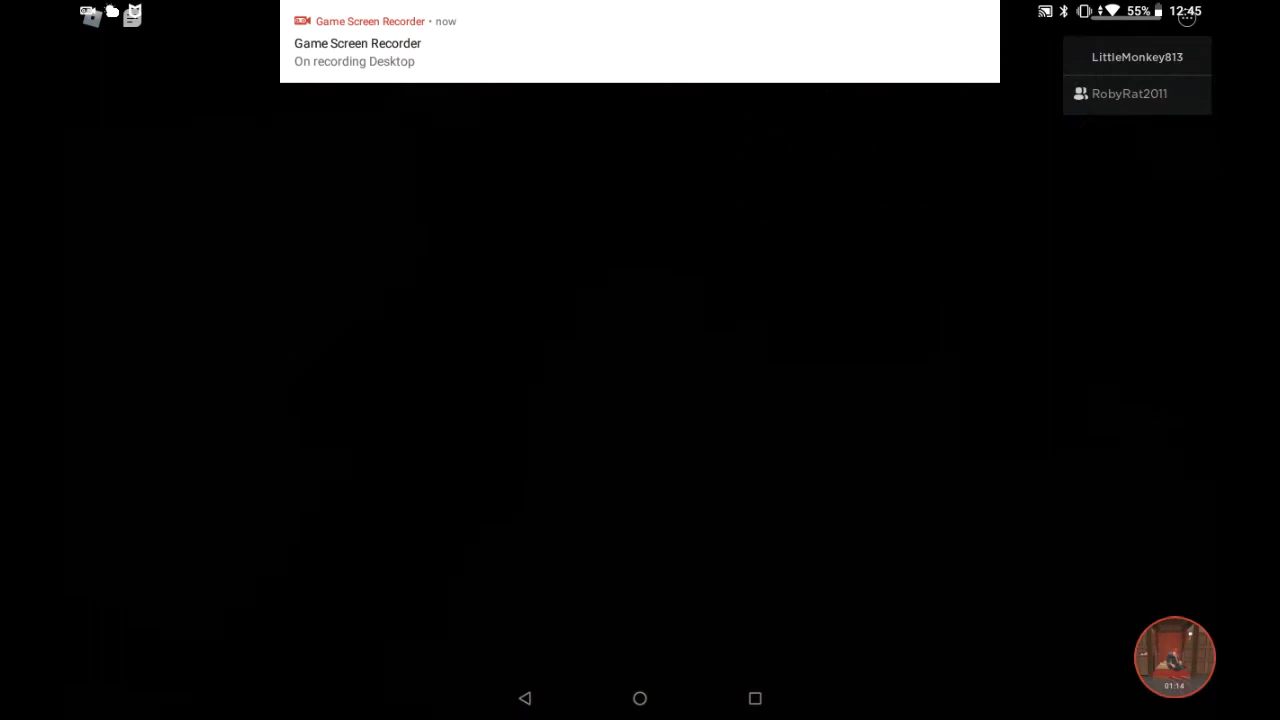 Game Screen Recorder • now
Game Screen Recorder
On recording Desktop
55%
12:45
LittleMonkey813
RobyRat2011
01:14